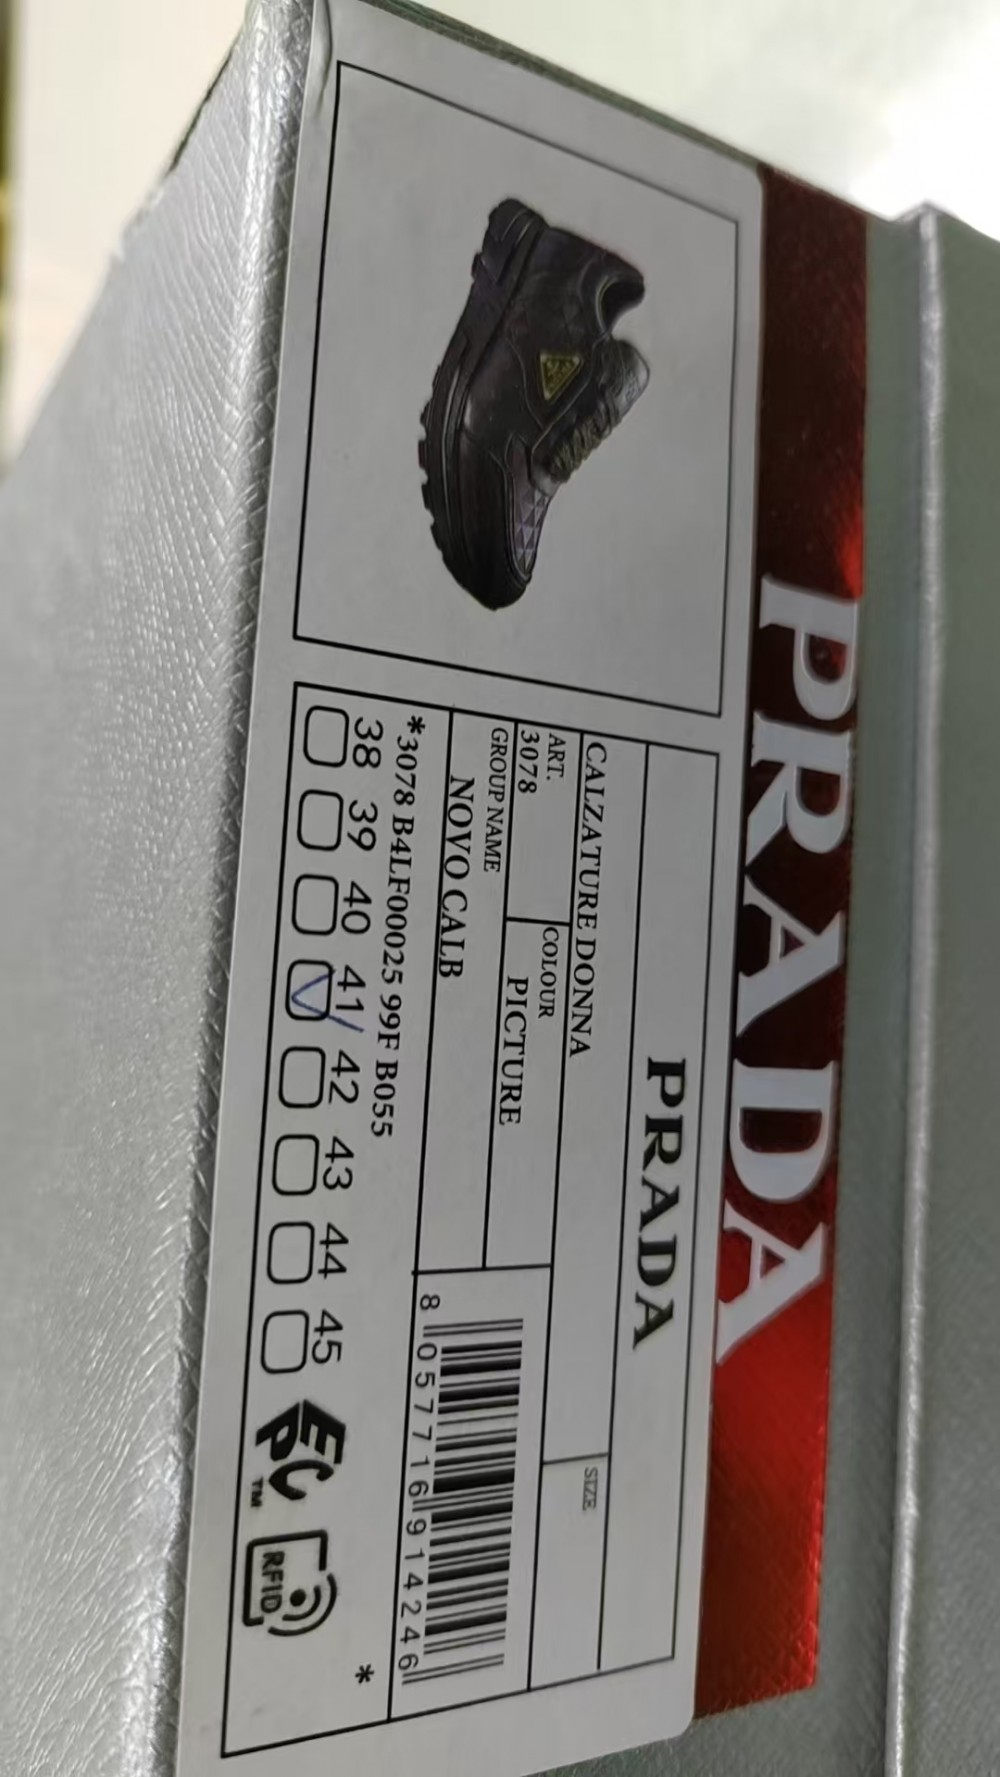 PRADA
PRADA
CALZATURE DONNA
SIZE
ART.
3078
COLOUR
PICTURE
GROUP NAME
NOVO CALB
8 057716 914246
*3078 B4LF00025 99F B055
*
38 39 40 41 42 43 44 45
EPC™
RFID